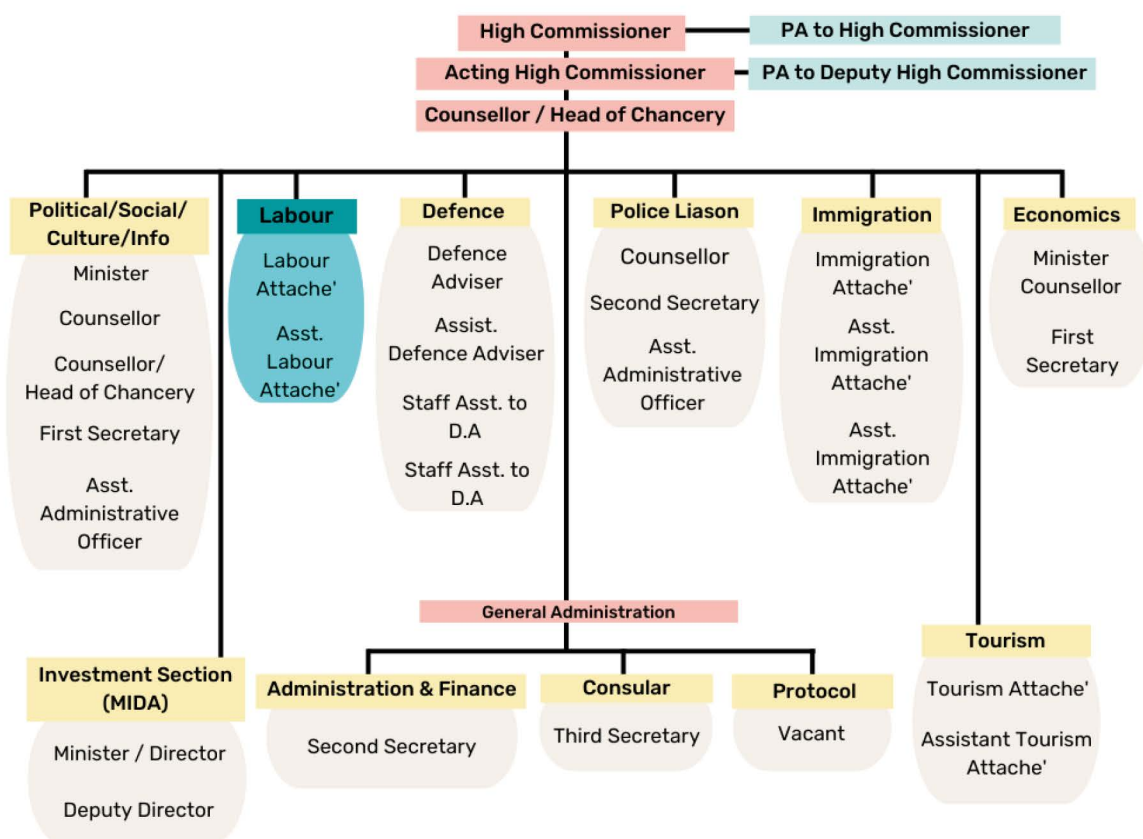 High Commissioner
PA to High Commissioner
Acting High Commissioner
PA to Deputy High Commissioner
Counsellor / Head of Chancery
Political/Social/
Culture/Info
Minister
Counsellor
Counsellor/
Head of Chancery
First Secretary
Asst.
Administrative
Officer
Labour
Labour
Attache'
Asst.
Labour
Attache'
Defence
Defence
Adviser
Assist.
Defence Adviser
Staff Asst. to
D.A
Staff Asst. to
D.A
Police Liason
Counsellor
Second Secretary
Asst.
Administrative
Officer
Immigration
Immigration
Attache'
Asst.
Immigration
Attache'
Asst.
Immigration
Attache'
Economics
Minister
Counsellor
First
Secretary
General Administration
Investment Section
(MIDA)
Minister / Director
Deputy Director
Administration & Finance
Second Secretary
Consular
Third Secretary
Protocol
Vacant
Tourism
Tourism Attache'
Assistant Tourism
Attache'